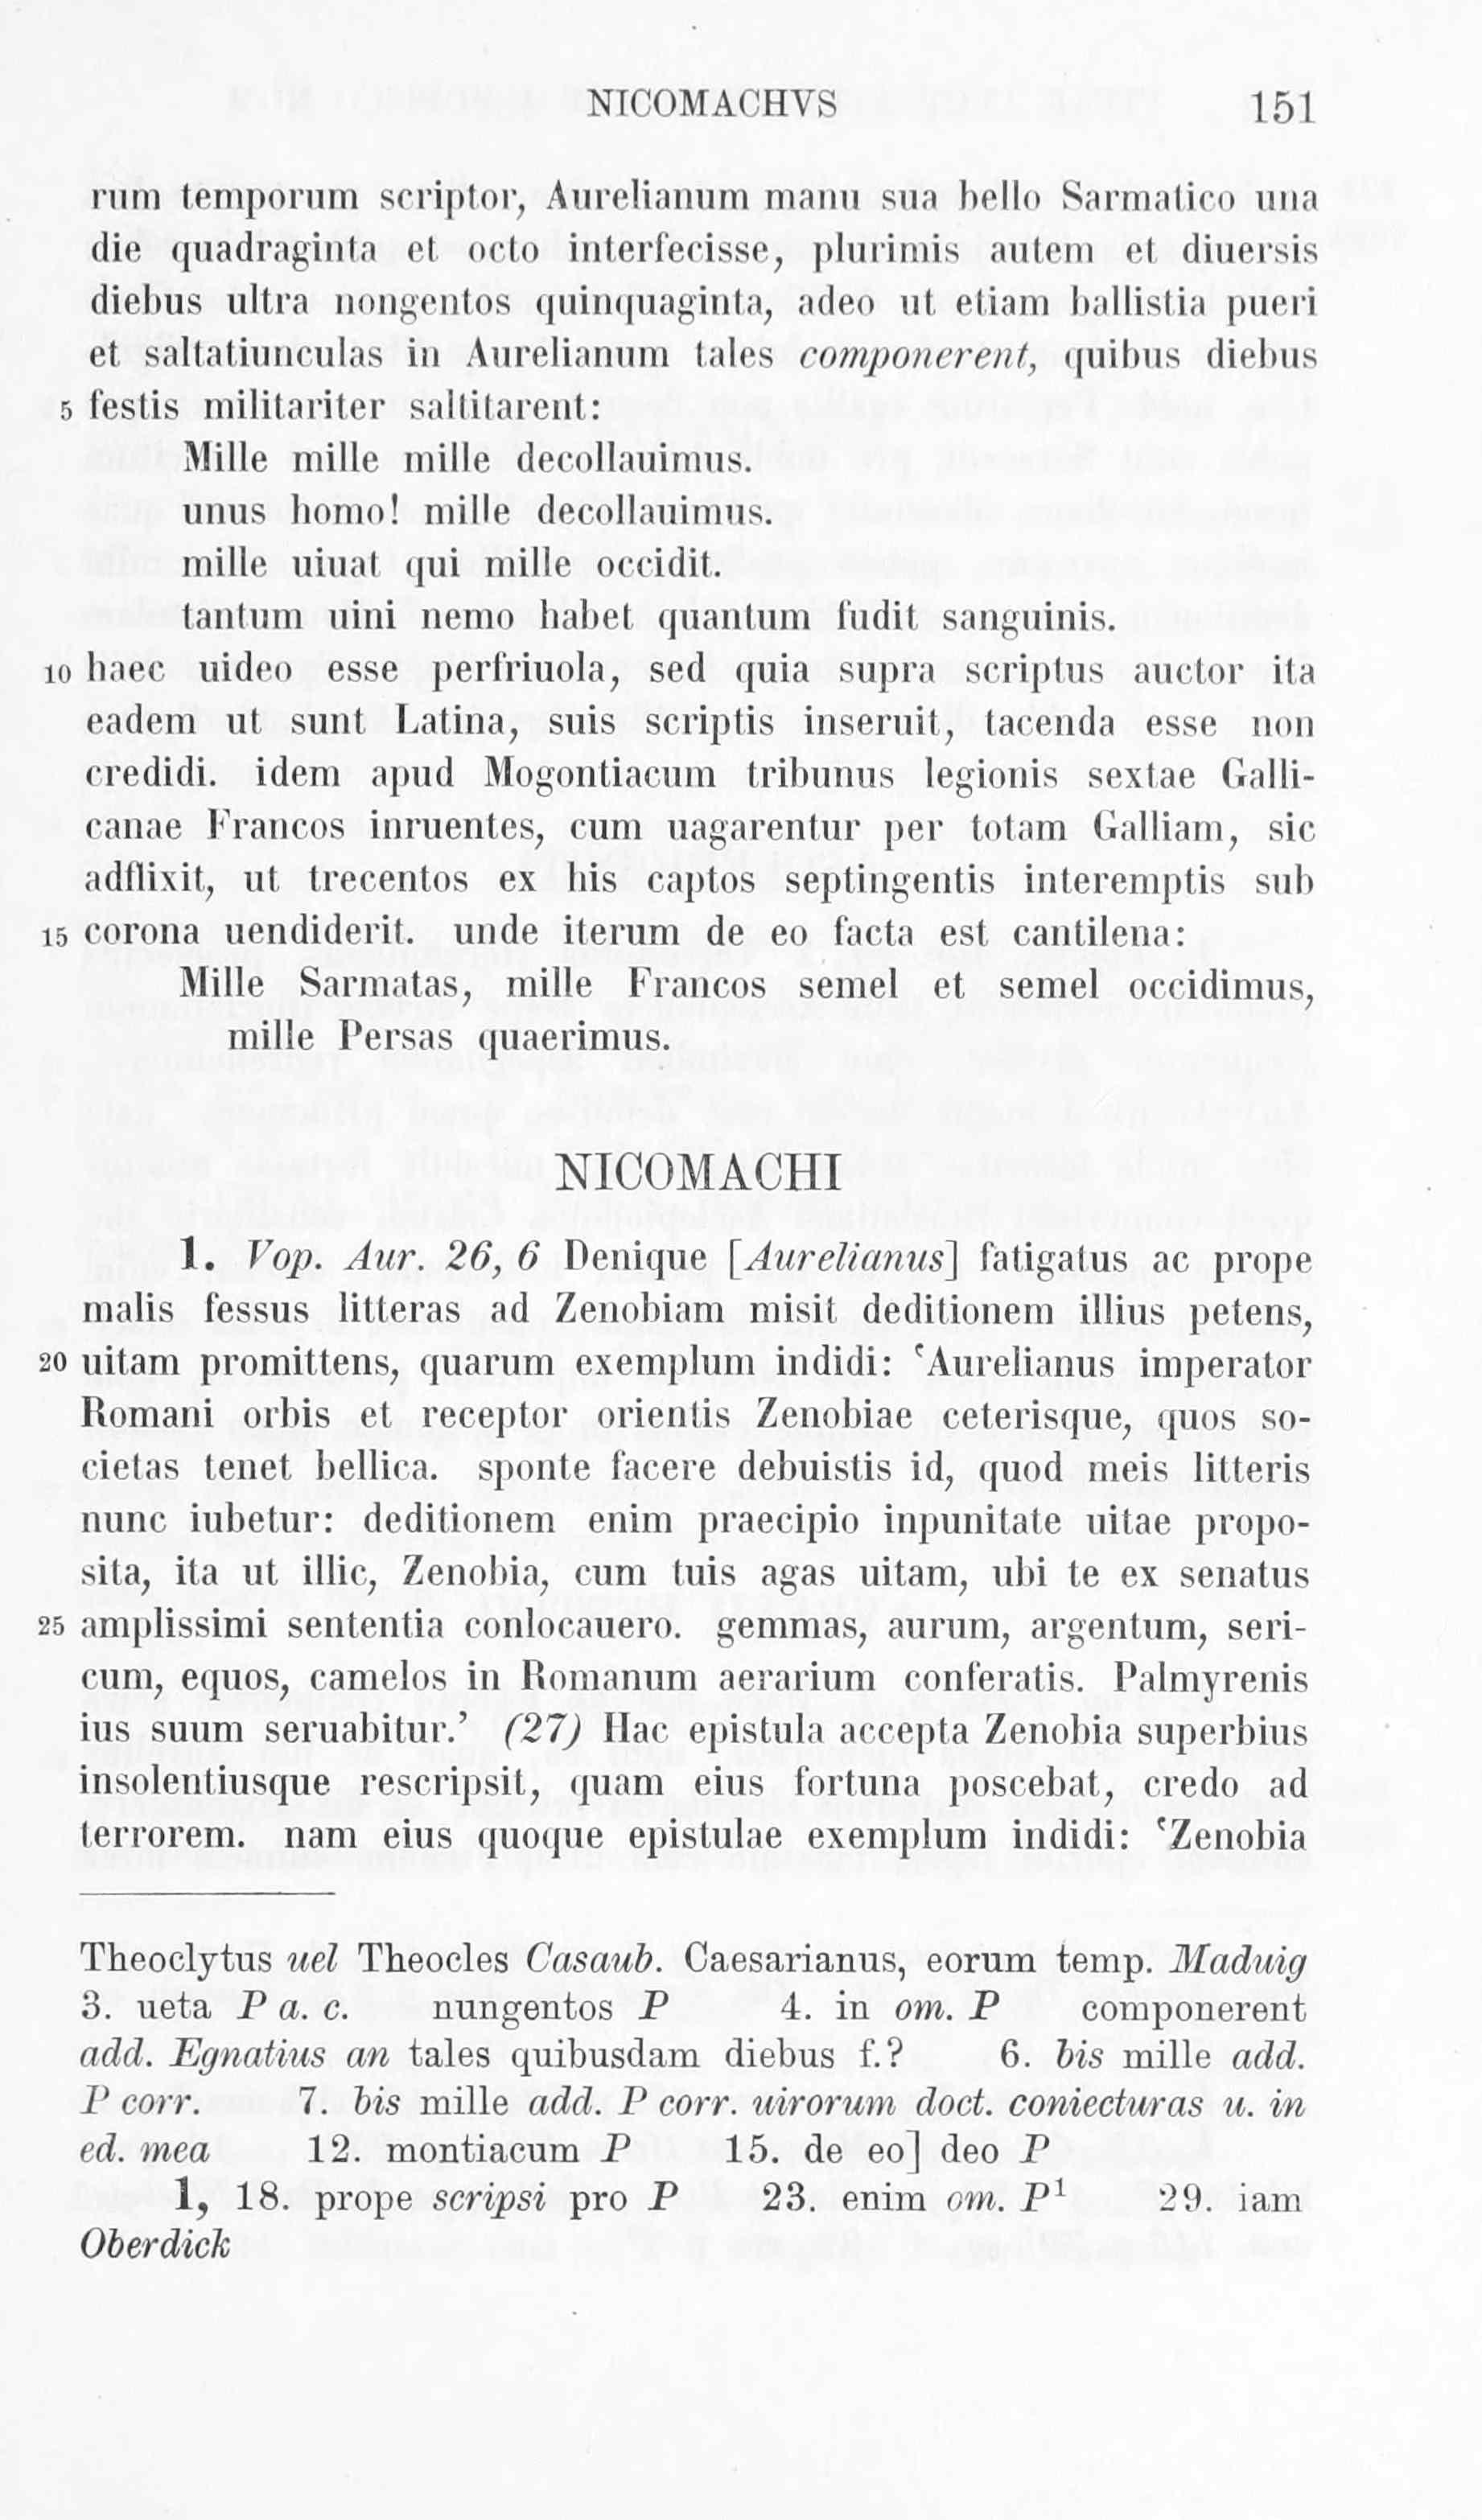 NICOMACHVS 151
rum temporum scriptor, Aurelianum manu sua bello Sarmatico una
die quadraginta et octo interfecisse, plurimis autem et diuersis
diebus ultra nongentos quinquaginta, adeo ut etiam ballistia pueri
et saltatiunculas in Aurelianum tales componerent, quibus diebus
5 festis militariter saltitarent:
Mille mille mille decollauimus.
unus homo! mille decollauimus.
mille uiuat qui mille occidit.
tantum uini nemo habet quantum fudit sanguinis.
10 haec uideo esse perfriuola, sed quia supra scriptus auctor ita
eadem ut sunt Latina, suis scriptis inseruit, tacenda esse non
credidi. idem apud Mogontiacum tribunus legionis sextae Galli-
canae Francos inruentes, cum uagarentur per totam Galliam, sic
adflixit, ut trecentos ex his captos septingentis interemptis sub
15 corona uendiderit. unde iterum de eo facta est cantilena:
Mille Sarmatas, mille Francos semel et semel occidimus,
mille Persas quaerimus.
NICOMACHI
1. Vop. Aur. 26, 6 Denique [Aurelianus] fatigatus ac prope
malis fessus litteras ad Zenobiam misit deditionem illius petens,
20 uitam promittens, quarum exemplum indidi: ‘Aurelianus imperator
Romani orbis et receptor orientis Zenobiae ceterisque, quos so-
cietas tenet bellica. sponte facere debuistis id, quod meis litteris
nunc iubetur: deditionem enim praecipio inpunitate uitae propo-
sita, ita ut illic, Zenobia, cum tuis agas uitam, ubi te ex senatus
25 amplissimi sententia conlocauero. gemmas, aurum, argentum, seri-
cum, equos, camelos in Romanum aerarium conferatis. Palmyrenis
ius suum seruabitur.’ (27) Hac epistula accepta Zenobia superbius
insolentiusque rescripsit, quam eius fortuna poscebat, credo ad
terrorem. nam eius quoque epistulae exemplum indidi: ‘Zenobia
Theoclytus uel Theocles Casaub. Caesarianus, eorum temp. Maduig
3. ueta P a. c. nungentos P 4. in om. P componerent
add. Egnatius an tales quibusdam diebus f.? 6. bis mille add.
P corr. 7. bis mille add. P corr. uirorum doct. coniecturas u. in
ed. mea 12. montiacum P 15. de eo] deo P
1, 18. prope scripsi pro P 23. enim om. P¹ 29. iam
Oberdick